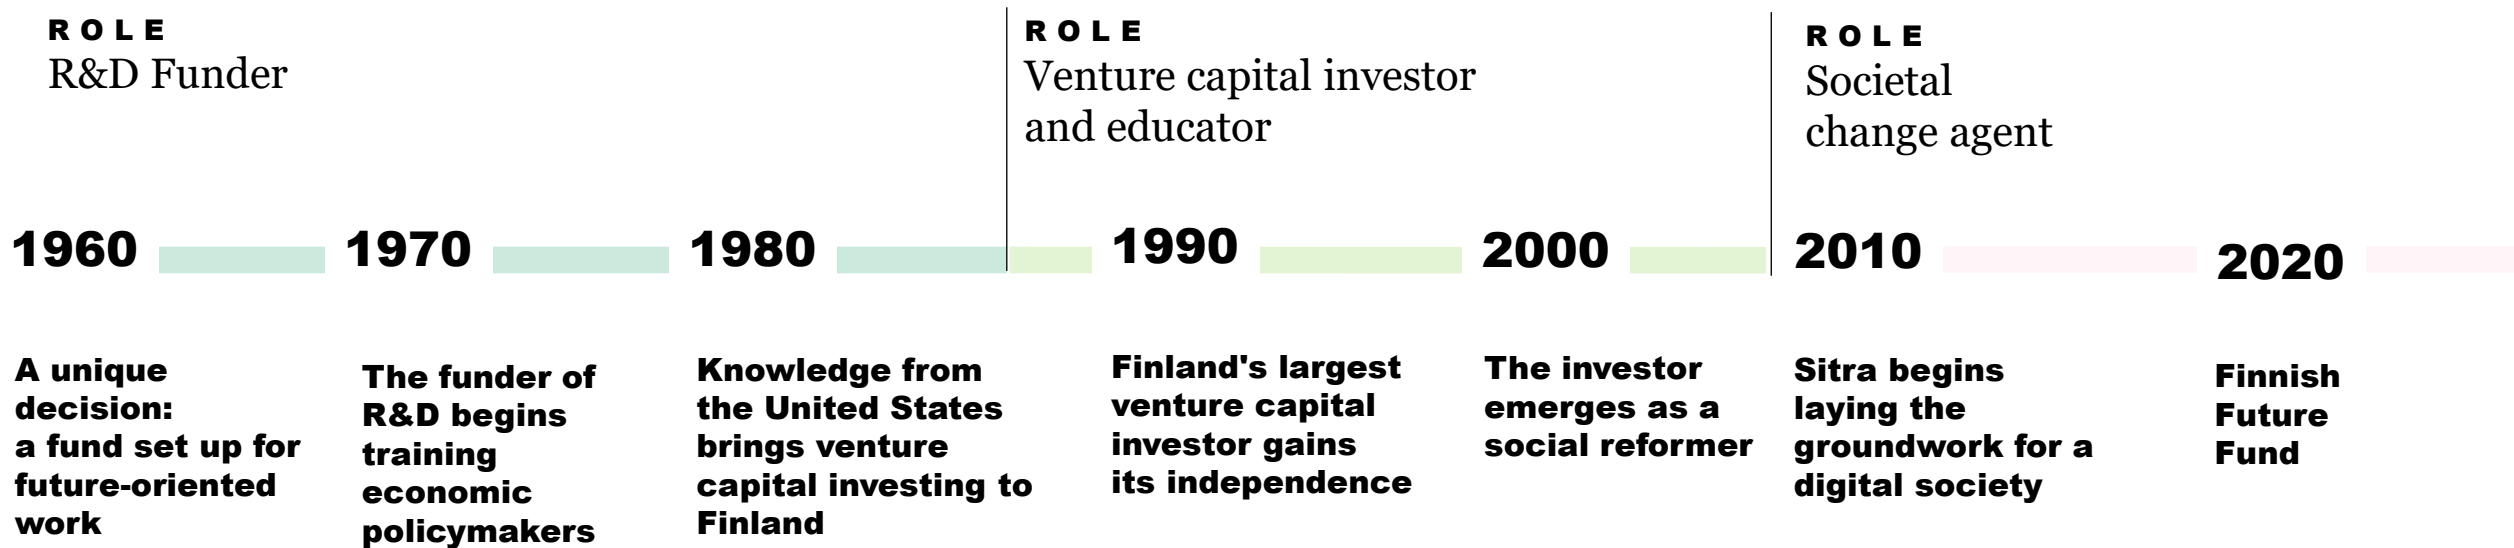 ROLE
R&D Funder
ROLE
Venture capital investor
and educator
ROLE
Societal
change agent
1960
1970
1980
1990
2000
2010
2020
A unique
decision:
a fund set up for
future-oriented
work
The funder of
R&D begins
training
economic
policymakers
Knowledge from
the United States
brings venture
capital investing to
Finland
Finland's largest
venture capital
investor gains
its independence
The investor
emerges as a
social reformer
Sitra begins
laying the
groundwork for a
digital society
Finnish
Future
Fund